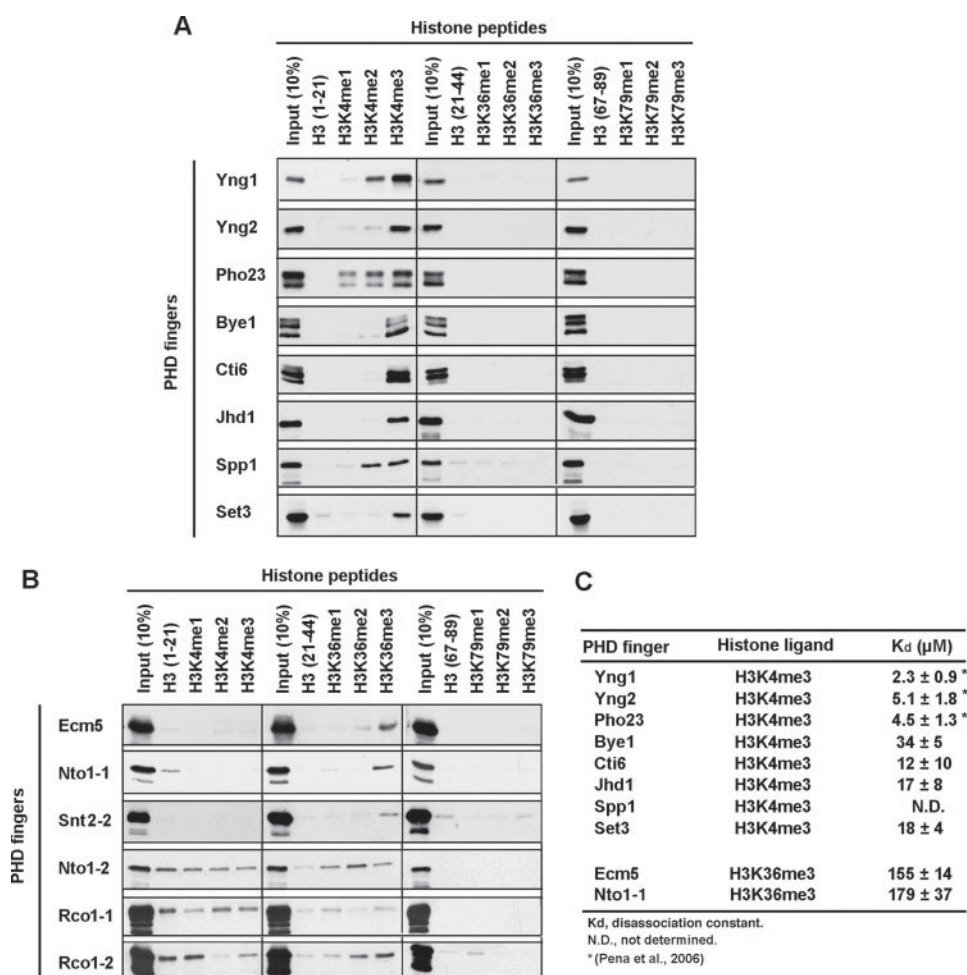 A
Histone peptides
Input (10%)
H3 (1-21)
H3K4me1
H3K4me2
H3K4me3
Input (10%)
H3 (21-44)
H3K36me1
H3K36me2
H3K36me3
Input (10%)
H3 (67-89)
H3K79me1
H3K79me2
H3K79me3
PHD fingers
Yng1
Yng2
Pho23
Bye1
Cti6
Jhd1
Spp1
Set3
B
Histone peptides
Input (10%)
H3 (1-21)
H3K4me1
H3K4me2
H3K4me3
Input (10%)
H3 (21-44)
H3K36me1
H3K36me2
H3K36me3
Input (10%)
H3 (67-89)
H3K79me1
H3K79me2
H3K79me3
PHD fingers
Ecm5
Nto1-1
Snt2-2
Nto1-2
Rco1-1
Rco1-2
C
PHD finger Histone ligand Kd (µM)
Yng1 H3K4me3 2.3 ± 0.9 *
Yng2 H3K4me3 5.1 ± 1.8 *
Pho23 H3K4me3 4.5 ± 1.3 *
Bye1 H3K4me3 34 ± 5
Cti6 H3K4me3 12 ± 10
Jhd1 H3K4me3 17 ± 8
Spp1 H3K4me3 N.D.
Set3 H3K4me3 18 ± 4
Ecm5 H3K36me3 155 ± 14
Nto1-1 H3K36me3 179 ± 37
Kd, disassociation constant.
N.D., not determined.
* (Pena et al., 2006)